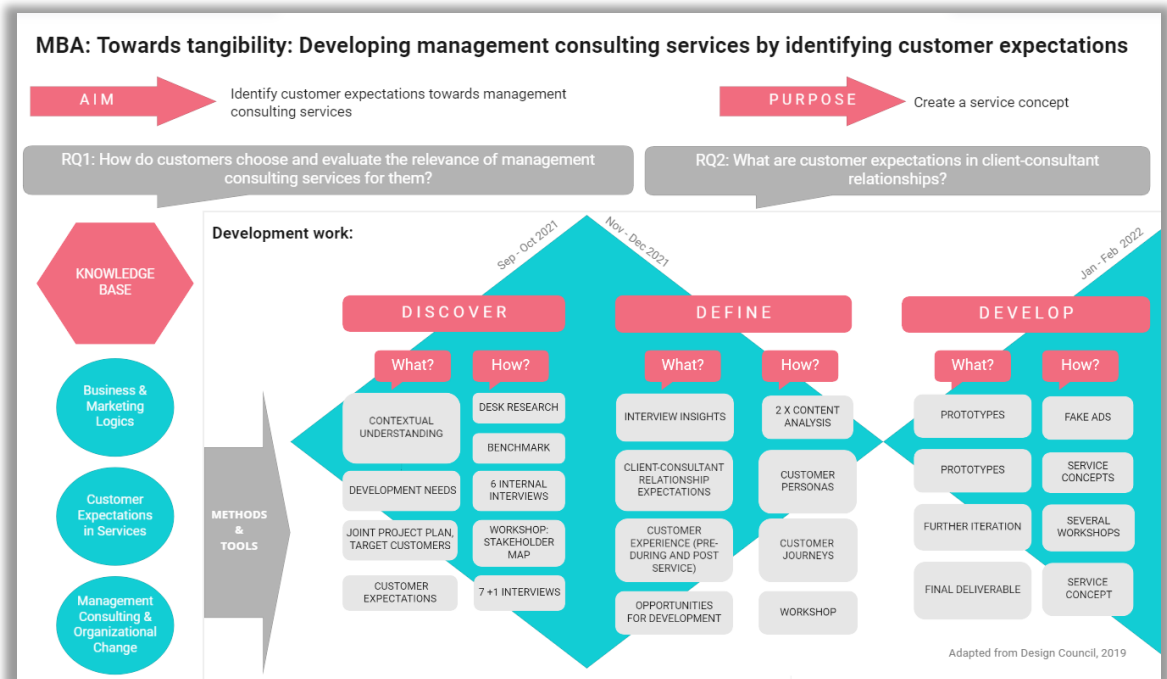 MBA: Towards tangibility: Developing management consulting services by identifying customer expectations
AIM
Identify customer expectations towards management
consulting services
PURPOSE
Create a service concept
RQ1: How do customers choose and evaluate the relevance of management
consulting services for them?
RQ2: What are customer expectations in client-consultant
relationships?
KNOWLEDGE
BASE
Business &
Marketing
Logics
Customer
Expectations
in Services
Management
Consulting &
Organizational
Change
Development work:
METHODS
&
TOOLS
Sep - Oct 2021
Nov - Dec 2021
Jan - Feb 2022
DISCOVER
What?
CONTEXTUAL
UNDERSTANDING
DEVELOPMENT NEEDS
JOINT PROJECT PLAN,
TARGET CUSTOMERS
CUSTOMER
EXPECTATIONS
How?
DESK RESEARCH
BENCHMARK
6 INTERNAL
INTERVIEWS
WORKSHOP:
STAKEHOLDER
MAP
7 +1 INTERVIEWS
DEFINE
What?
INTERVIEW INSIGHTS
CLIENT-CONSULTANT
RELATIONSHIP
EXPECTATIONS
CUSTOMER
EXPERIENCE (PRE-
DURING AND POST
SERVICE)
OPPORTUNITIES
FOR DEVELOPMENT
How?
2 X CONTENT
ANALYSIS
CUSTOMER
PERSONAS
CUSTOMER
JOURNEYS
WORKSHOP
DEVELOP
What?
PROTOTYPES
PROTOTYPES
FURTHER ITERATION
FINAL DELIVERABLE
How?
FAKE ADS
SERVICE
CONCEPTS
SEVERAL
WORKSHOPS
SERVICE
CONCEPT
Adapted from Design Council, 2019